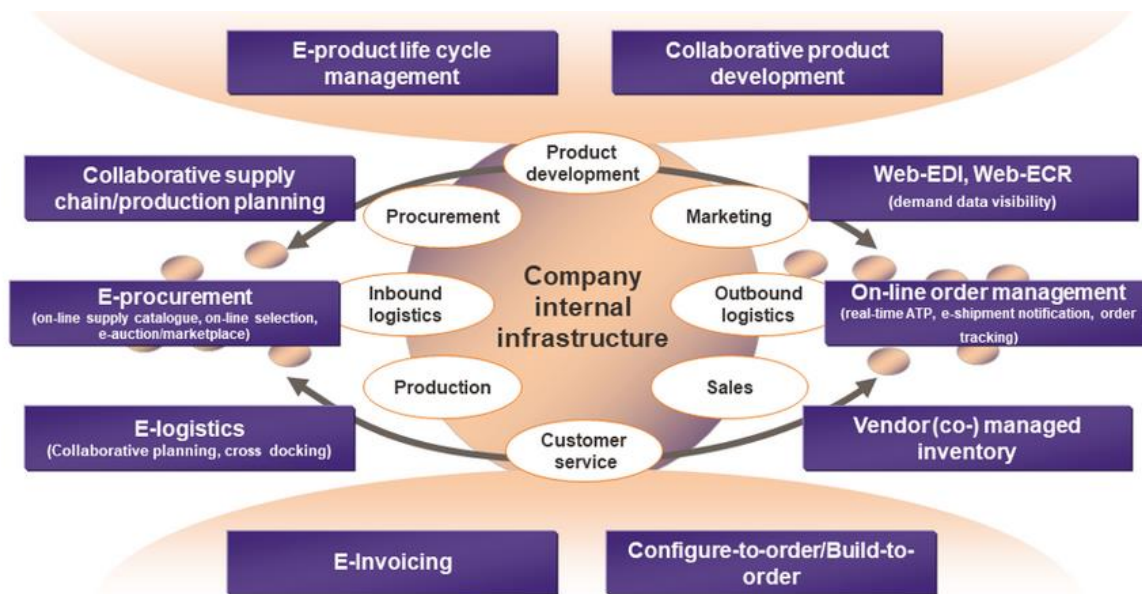 E-product life cycle
management
Collaborative product
development
Product
development
Collaborative supply
chain/production planning
Procurement
Marketing
Web-EDI, Web-ECR
(demand data visibility)
E-procurement
(on-line supply catalogue, on-line selection,
e-auction/marketplace)
Inbound
logistics
Company
internal
infrastructure
Outbound
logistics
On-line order management
(real-time ATP, e-shipment notification, order
tracking)
Production
Sales
E-logistics
(Collaborative planning, cross docking)
Customer
service
Vendor (co-) managed
inventory
E-Invoicing
Configure-to-order/Build-to-
order